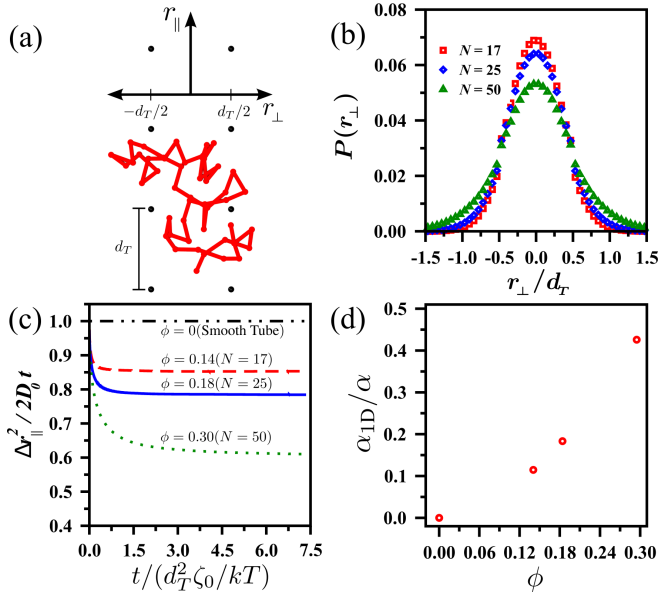 (a)
r∥
r⊥
−d_T/2
d_T/2
d_T
(b)
N = 17
N = 25
N = 50
P(r⊥)
0.08
0.06
0.04
0.02
0.00
-1.5 -1.0 -0.5 0.0 0.5 1.0 1.5
r⊥/d_T
(c)
ϕ = 0(Smooth Tube)
ϕ = 0.14(N = 17)
ϕ = 0.18(N = 25)
ϕ = 0.30(N = 50)
Δr∥²/2D₀t
1.0
0.9
0.8
0.7
0.6
0.5
0.4
0.0 1.5 3.0 4.5 6.0 7.5
t/(d_T²ζ₀/kT)
(d)
α₁D/α
0.5
0.4
0.3
0.2
0.1
0.0
0.00 0.06 0.12 0.18 0.24 0.30
ϕ